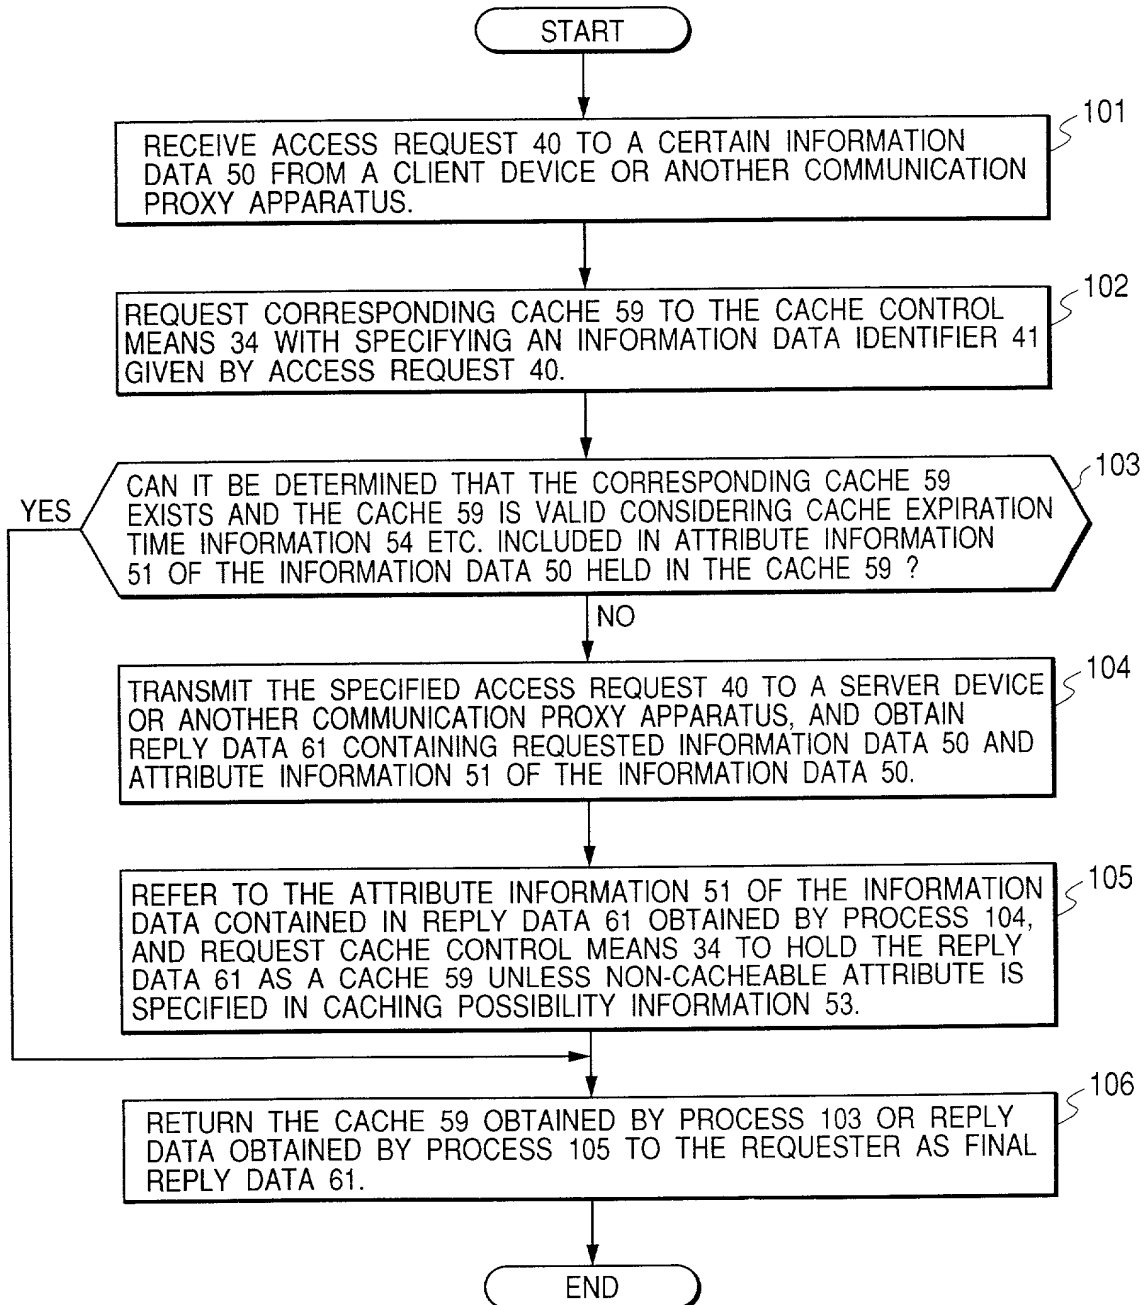 START
101
RECEIVE ACCESS REQUEST 40 TO A CERTAIN INFORMATION
DATA 50 FROM A CLIENT DEVICE OR ANOTHER COMMUNICATION
PROXY APPARATUS.
102
REQUEST CORRESPONDING CACHE 59 TO THE CACHE CONTROL
MEANS 34 WITH SPECIFYING AN INFORMATION DATA IDENTIFIER 41
GIVEN BY ACCESS REQUEST 40.
103
YES
CAN IT BE DETERMINED THAT THE CORRESPONDING CACHE 59
EXISTS AND THE CACHE 59 IS VALID CONSIDERING CACHE EXPIRATION
TIME INFORMATION 54 ETC. INCLUDED IN ATTRIBUTE INFORMATION
51 OF THE INFORMATION DATA 50 HELD IN THE CACHE 59 ?
NO
104
TRANSMIT THE SPECIFIED ACCESS REQUEST 40 TO A SERVER DEVICE
OR ANOTHER COMMUNICATION PROXY APPARATUS, AND OBTAIN
REPLY DATA 61 CONTAINING REQUESTED INFORMATION DATA 50 AND
ATTRIBUTE INFORMATION 51 OF THE INFORMATION DATA 50.
105
REFER TO THE ATTRIBUTE INFORMATION 51 OF THE INFORMATION
DATA CONTAINED IN REPLY DATA 61 OBTAINED BY PROCESS 104,
AND REQUEST CACHE CONTROL MEANS 34 TO HOLD THE REPLY
DATA 61 AS A CACHE 59 UNLESS NON-CACHEABLE ATTRIBUTE IS
SPECIFIED IN CACHING POSSIBILITY INFORMATION 53.
106
RETURN THE CACHE 59 OBTAINED BY PROCESS 103 OR REPLY
DATA OBTAINED BY PROCESS 105 TO THE REQUESTER AS FINAL
REPLY DATA 61.
END